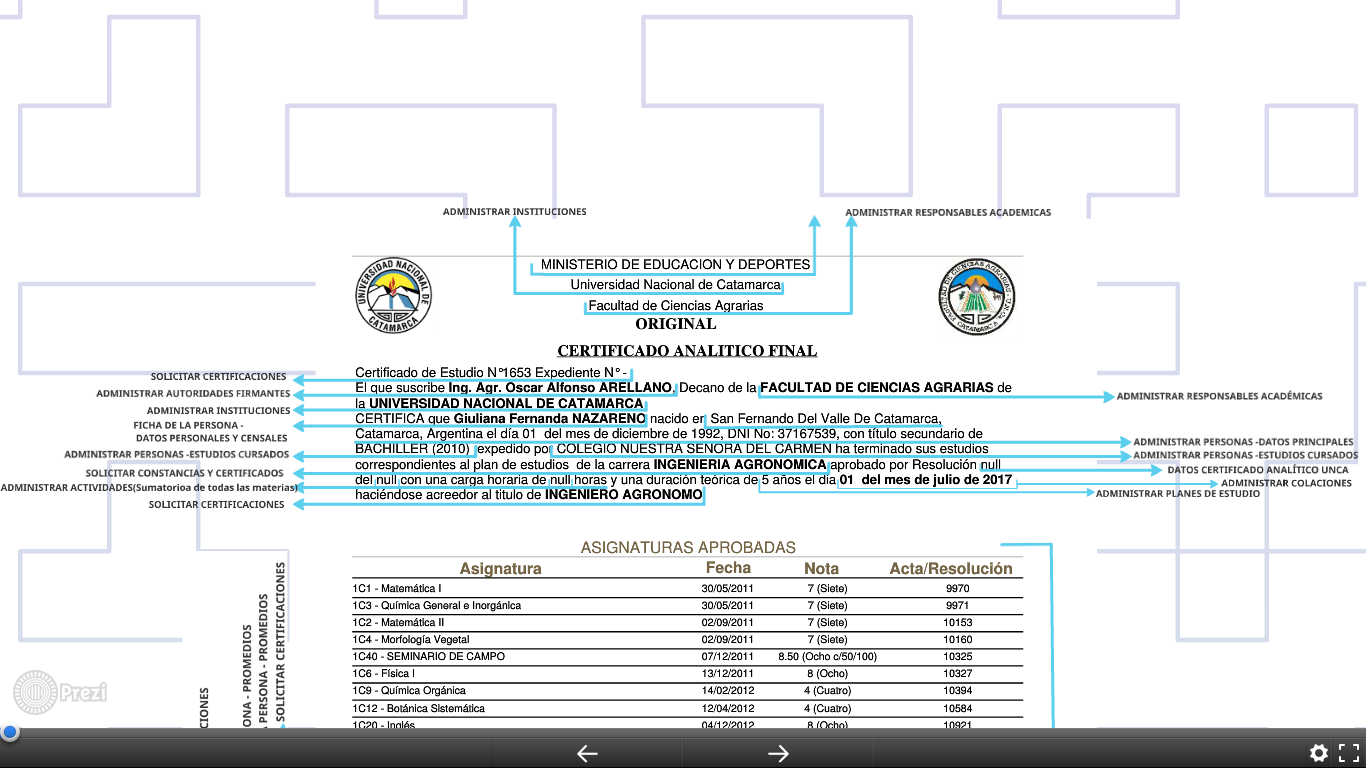 ADMINISTRAR INSTITUCIONES
ADMINISTRAR RESPONSABLES ACADEMICAS
UNIVERSIDAD NACIONAL DE CATAMARCA
MINISTERIO DE EDUCACION Y DEPORTES
Universidad Nacional de Catamarca
Facultad de Ciencias Agrarias
ORIGINAL
CERTIFICADO ANALITICO FINAL
SOLICITAR CERTIFICACIONES
ADMINISTRAR AUTORIDADES FIRMANTES
ADMINISTRAR INSTITUCIONES
FICHA DE LA PERSONA -
DATOS PERSONALES Y CENSALES
ADMINISTRAR PERSONAS -ESTUDIOS CURSADOS
SOLICITAR CONSTANCIAS Y CERTIFICADOS
ADMINISTRAR ACTIVIDADES(Sumatorioa de todas las materias)
SOLICITAR CERTIFICACIONES
Certificado de Estudio N°1653 Expediente N° -
El que suscribe Ing. Agr. Oscar Alfonso ARELLANO, Decano de la FACULTAD DE CIENCIAS AGRARIAS de
la UNIVERSIDAD NACIONAL DE CATAMARCA
CERTIFICA que Giuliana Fernanda NAZARENO nacido en San Fernando Del Valle De Catamarca,
Catamarca, Argentina el día 01 del mes de diciembre de 1992, DNI No: 37167539, con título secundario de
BACHILLER (2010) expedido por COLEGIO NUESTRA SEÑORA DEL CARMEN ha terminado sus estudios
correspondientes al plan de estudios de la carrera INGENIERIA AGRONOMICA aprobado por Resolución null
del null con una carga horaria de null horas y una duración teórica de 5 años el día 01 del mes de julio de 2017
haciéndose acreedor al titulo de INGENIERO AGRONOMO
ADMINISTRAR RESPONSABLES ACADÉMICAS
ADMINISTRAR PERSONAS -DATOS PRINCIPALES
ADMINISTRAR PERSONAS -ESTUDIOS CURSADOS
DATOS CERTIFICADO ANALÍTICO UNCA
ADMINISTRAR COLACIONES
ADMINISTRAR PLANES DE ESTUDIO
ASIGNATURAS APROBADAS
Asignatura Fecha Nota Acta/Resolución
1C1 - Matemática I 30/05/2011 7 (Siete) 9970
1C3 - Química General e Inorgánica 30/05/2011 7 (Siete) 9971
1C2 - Matemática II 02/09/2011 7 (Siete) 10153
1C4 - Morfología Vegetal 02/09/2011 7 (Siete) 10160
1C40 - SEMINARIO DE CAMPO 07/12/2011 8.50 (Ocho c/50/100) 10325
1C6 - Física I 13/12/2011 8 (Ocho) 10327
1C9 - Química Orgánica 14/02/2012 4 (Cuatro) 10394
1C12 - Botánica Sistemática 12/04/2012 4 (Cuatro) 10584
1C20 - Inglés 04/12/2012 8 (Ocho) 10921
CIONES
ONA - PROMEDIOS
PERSONA - PROMEDIOS
SOLICITAR CERTIFICACIONES
Prezi